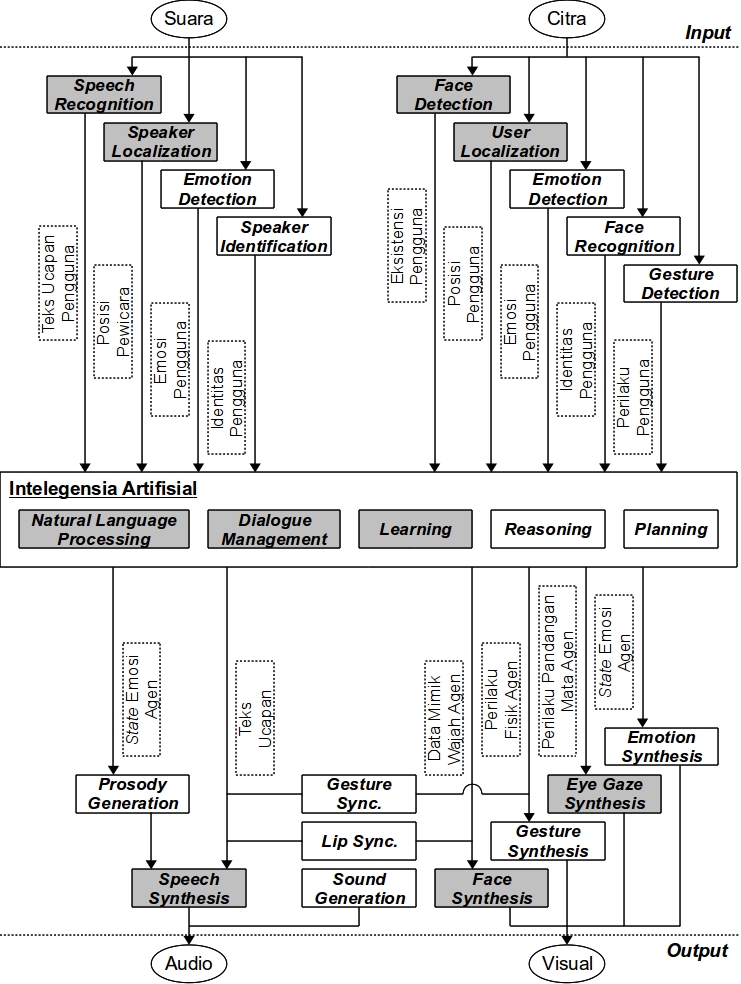 Suara
Citra
Input
Speech
Recognition
Face
Detection
Speaker
Localization
User
Localization
Emotion
Detection
Emotion
Detection
Speaker
Identification
Face
Recognition
Gesture
Detection
Teks Ucapan
Pengguna
Posisi
Pewicara
Emosi
Pengguna
Identitas
Pengguna
Eksistensi
Pengguna
Posisi
Pengguna
Emosi
Pengguna
Identitas
Pengguna
Perilaku
Pengguna
Intelegensia Artifisial
Natural Language
Processing
Dialogue
Management
Learning
Reasoning
Planning
State Emosi
Agen
Teks
Ucapan
Data Mimik
Wajah Agen
Perilaku
Fisik Agen
Perilaku Pandangan
Mata Agen
State Emosi
Agen
Emotion
Synthesis
Prosody
Generation
Gesture
Sync.
Eye Gaze
Synthesis
Lip Sync.
Gesture
Synthesis
Speech
Synthesis
Sound
Generation
Face
Synthesis
Output
Audio
Visual